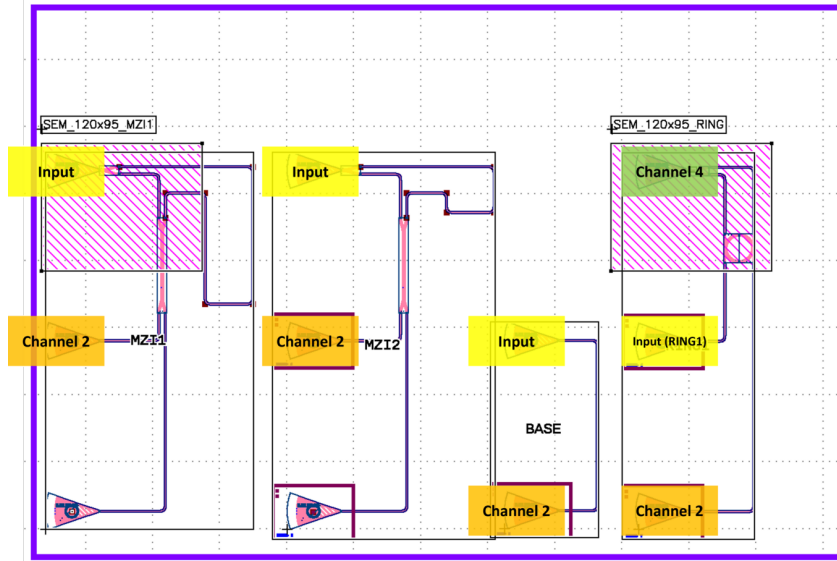 SEM_120x95_MZI1
SEM_120x95_RING
Input
Input
Channel 4
Channel 2
MZI1
Channel 2
MZI2
Input
Input (RING1)
BASE
Channel 2
Channel 2